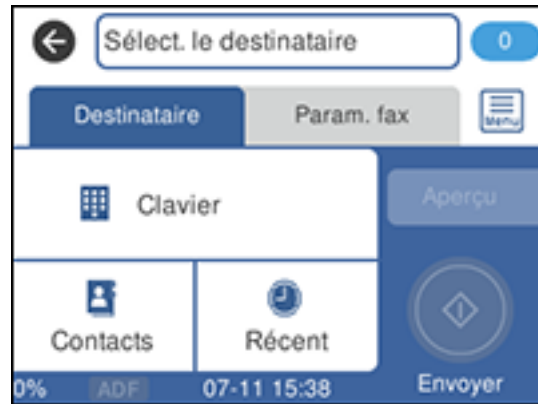 Sélect. le destinataire
0
Destinataire
Param. fax
Menu
Clavier
Aperçu
Contacts
Récent
0%
ADF
07-11 15:38
Envoyer